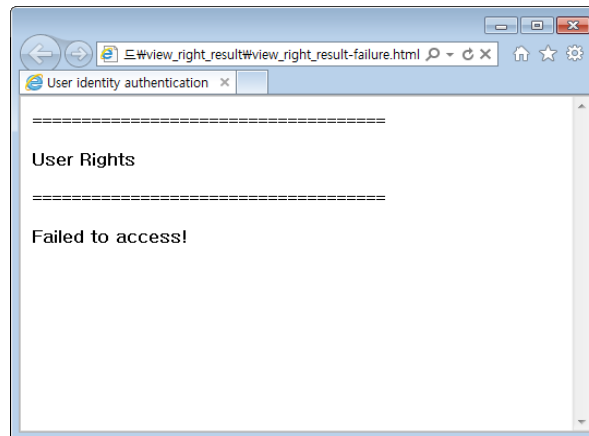 드₩view_right_result₩view_right_result-failure.html
User identity authentication
====================================
User Rights
====================================
Failed to access!